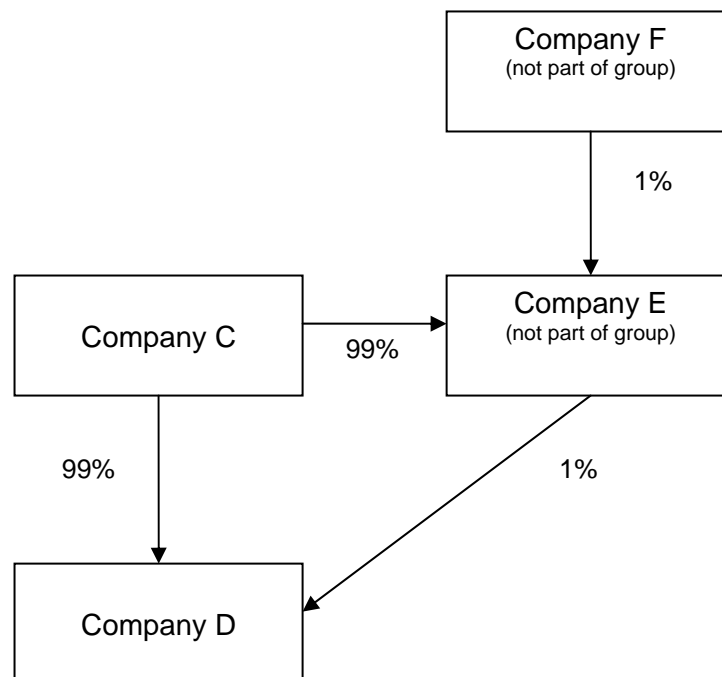 Company F
(not part of group)
1%
Company E
(not part of group)
Company C
99%
99%
1%
Company D